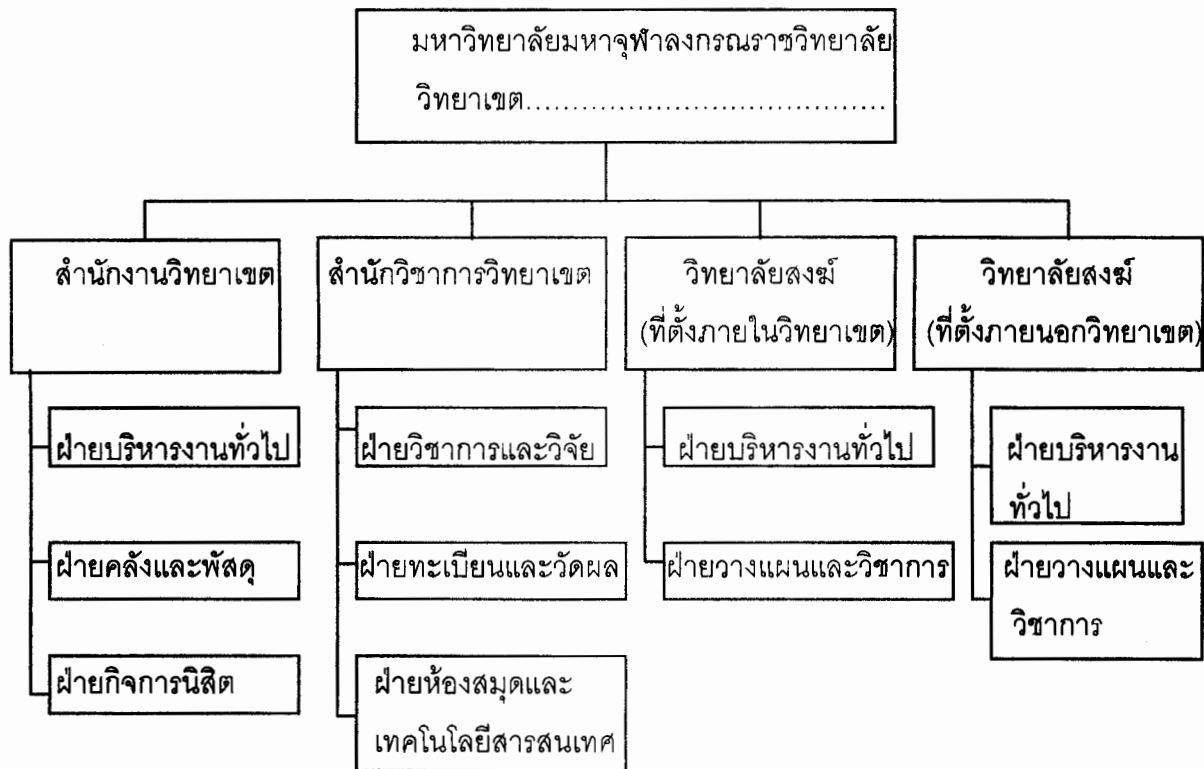 มหาวิทยาลัยมหาจุฬาลงกรณราชวิทยาลัย
วิทยาเขต........................................
สำนักงานวิทยาเขต
ฝ่ายบริหารงานทั่วไป
ฝ่ายคลังและพัสดุ
ฝ่ายกิจการนิสิต
สำนักวิชาการวิทยาเขต
ฝ่ายวิชาการและวิจัย
ฝ่ายทะเบียนและวัดผล
ฝ่ายห้องสมุดและ
เทคโนโลยีสารสนเทศ
วิทยาลัยสงฆ์
(ที่ตั้งภายในวิทยาเขต)
ฝ่ายบริหารงานทั่วไป
ฝ่ายวางแผนและวิชาการ
วิทยาลัยสงฆ์
(ที่ตั้งภายนอกวิทยาเขต)
ฝ่ายบริหารงาน
ทั่วไป
ฝ่ายวางแผนและ
วิชาการ